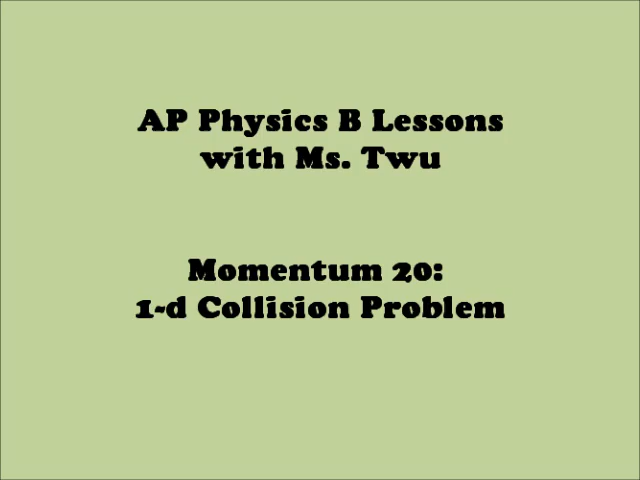 AP Physics B Lessons
with Ms. Twu
Momentum 20:
1-d Collision Problem